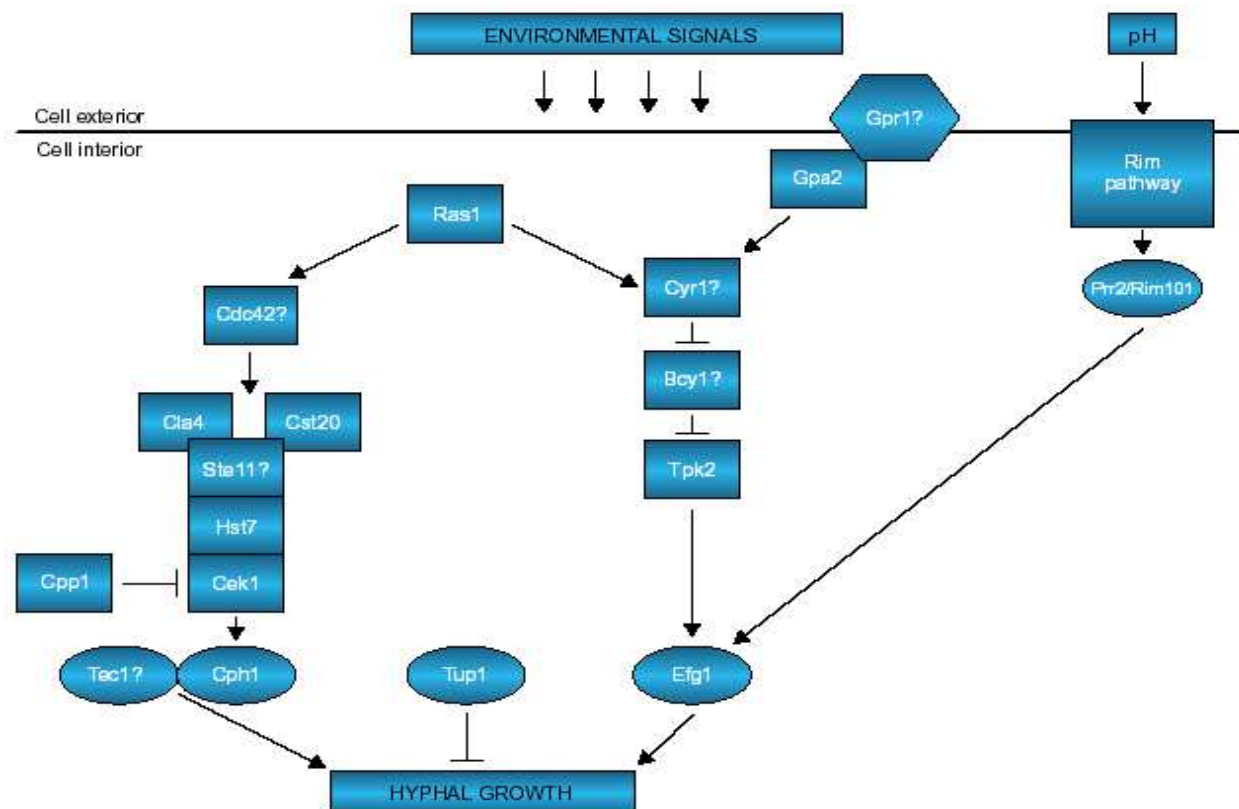 ENVIRONMENTAL SIGNALS
pH
Cell exterior
Gpr1?
Cell interior
Gpa2
Rim
pathway
Ras1
Cyr1?
Prr2/Rim101
Cdc42?
Bcy1?
Cla4
Cst20
Ste11?
Tpk2
Hst7
Cpp1
Cek1
Tec1?
Cph1
Tup1
Efg1
HYPHAL GROWTH